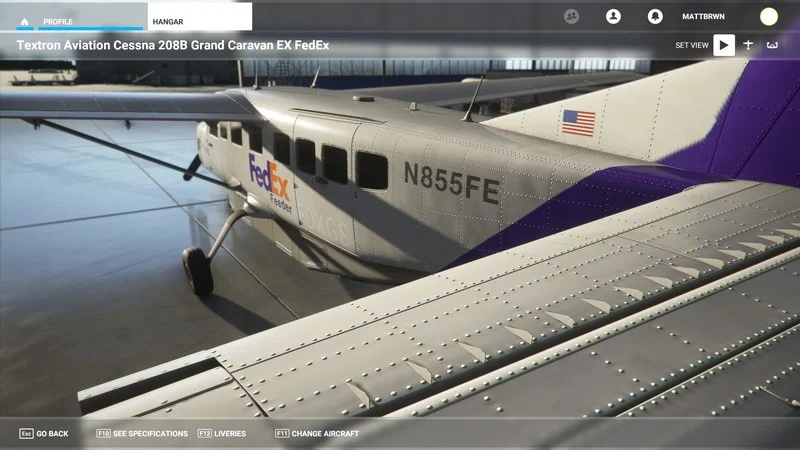 PROFILE
HANGAR
MATTBRWN
Textron Aviation Cessna 208B Grand Caravan EX FedEx
SET VIEW
FedEx
Feeder
N855FE
Esc GO BACK
F10 SEE SPECIFICATIONS
F12 LIVERIES
F11 CHANGE AIRCRAFT